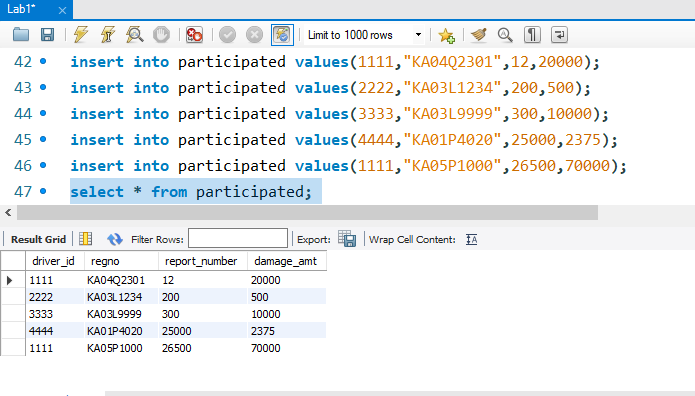 Lab1*
Limit to 1000 rows
42 insert into participated values(1111,"KA04Q2301",12,20000);
43 insert into participated values(2222,"KA03L1234",200,500);
44 insert into participated values(3333,"KA03L9999",300,10000);
45 insert into participated values(4444,"KA01P4020",25000,2375);
46 insert into participated values(1111,"KA05P1000",26500,70000);
47 select * from participated;
Result Grid Filter Rows: Export: Wrap Cell Content:
driver_id regno report_number damage_amt
1111 KA04Q2301 12 20000
2222 KA03L1234 200 500
3333 KA03L9999 300 10000
4444 KA01P4020 25000 2375
1111 KA05P1000 26500 70000